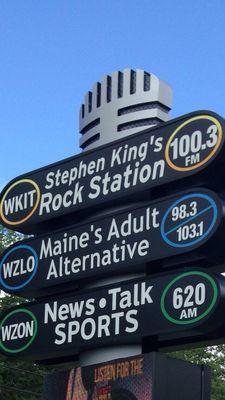 WKIT Stephen King's 100.3
Rock Station FM
WZLO Maine's Adult 98.3
Alternative 103.1
WZON News•Talk 620
SPORTS AM
LISTEN FOR THE